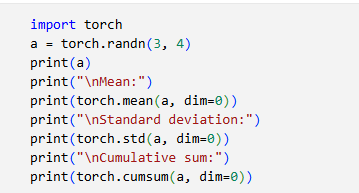 import torch
a = torch.randn(3, 4)
print(a)
print("\nMean:")
print(torch.mean(a, dim=0))
print("\nStandard deviation:")
print(torch.std(a, dim=0))
print("\nCumulative sum:")
print(torch.cumsum(a, dim=0))